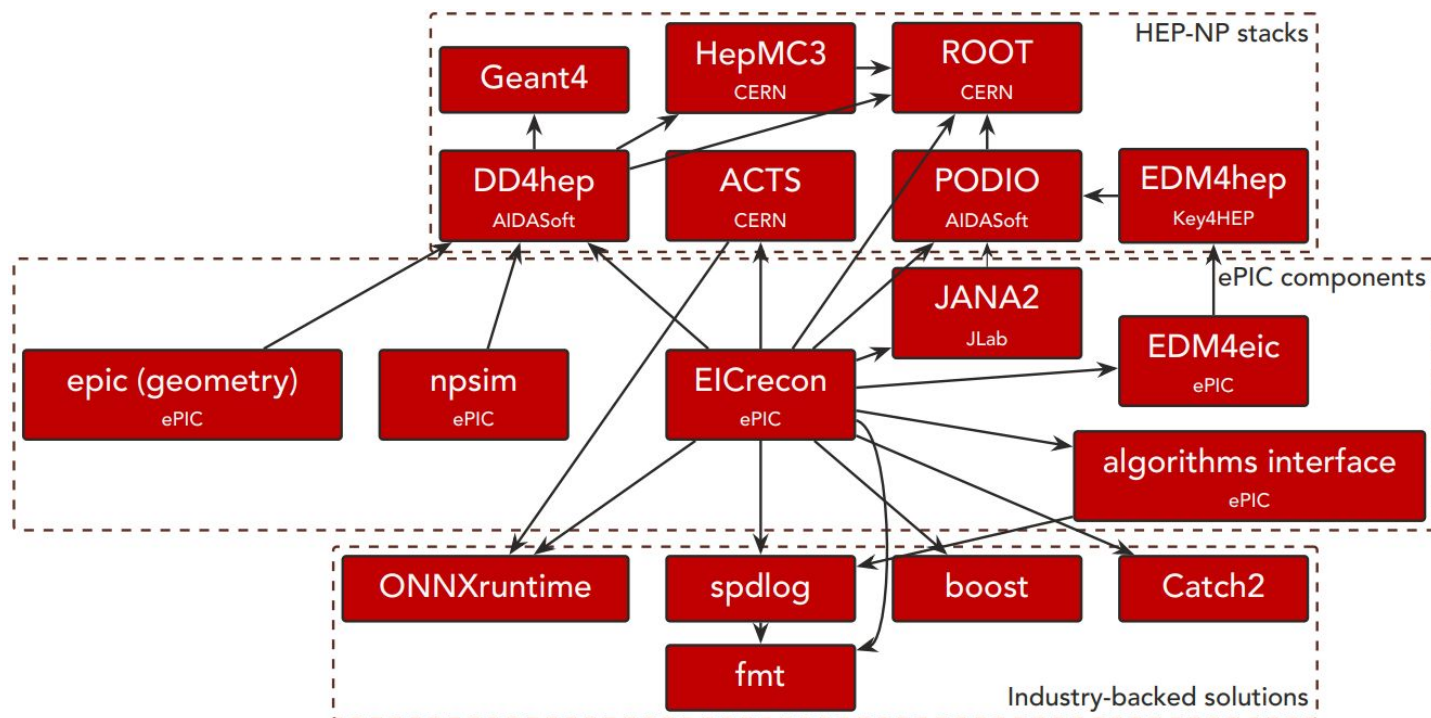 HEP-NP stacks
Geant4
HepMC3
CERN
ROOT
CERN
DD4hep
AIDASoft
ACTS
CERN
PODIO
AIDASoft
EDM4hep
Key4HEP
ePIC components
epic (geometry)
ePIC
npsim
ePIC
EICrecon
ePIC
JANA2
JLab
EDM4eic
ePIC
algorithms interface
ePIC
ONNXruntime
spdlog
boost
Catch2
fmt
Industry-backed solutions